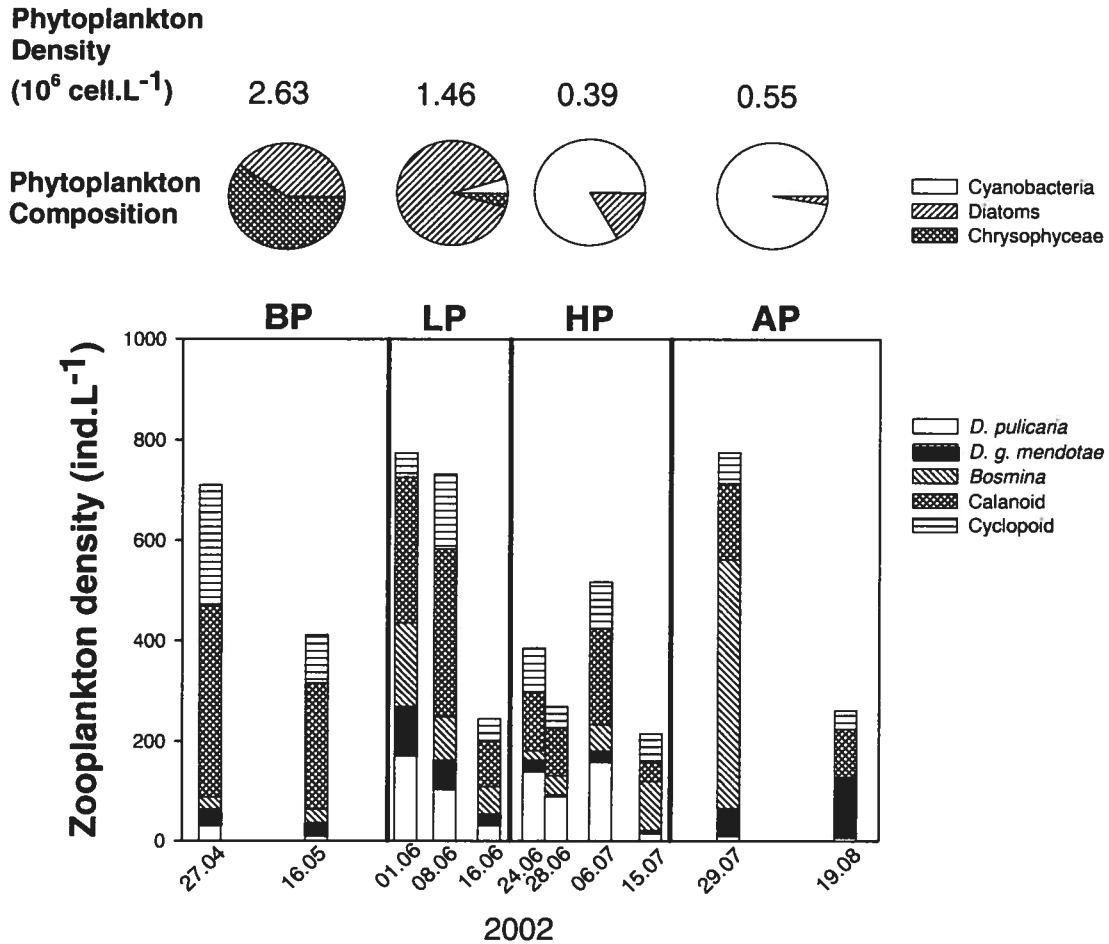 Phytoplankton
Density
(10⁶ cell.L⁻¹)
2.63 1.46 0.39 0.55
Phytoplankton
Composition
Cyanobacteria
Diatoms
Chrysophyceae
BP LP HP AP
Zooplankton density (ind.L⁻¹)
1000
800
600
400
200
0
D. pulicaria
D. g. mendotae
Bosmina
Calanoid
Cyclopoid
27.04 16.05 01.06 08.06 16.06 24.06 28.06 06.07 15.07 29.07 19.08
2002